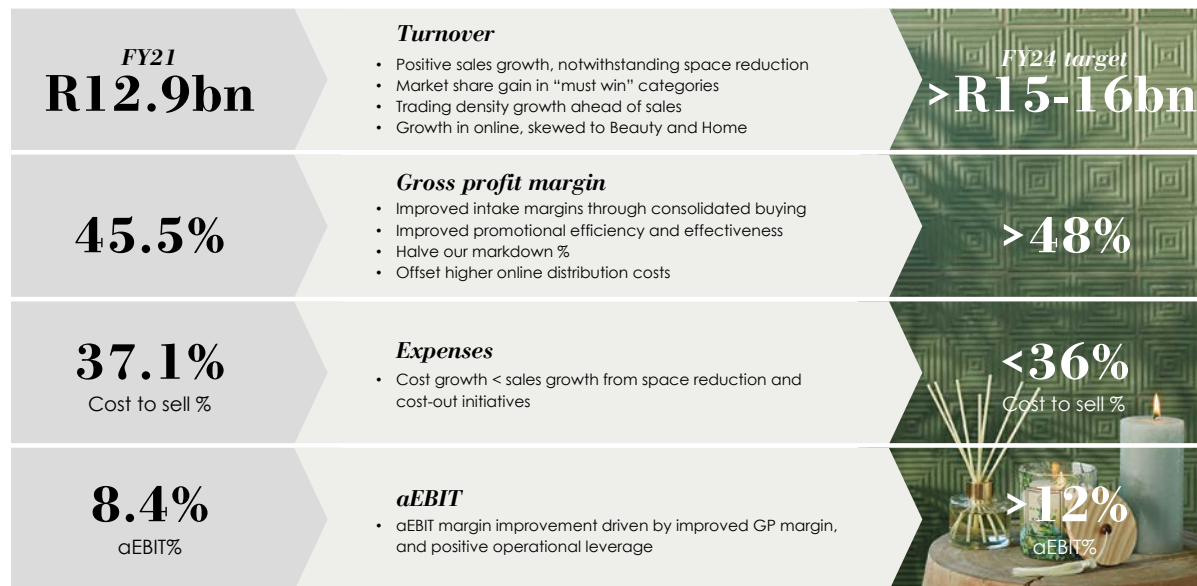 FY21
R12.9bn
Turnover
• Positive sales growth, notwithstanding space reduction
• Market share gain in “must win” categories
• Trading density growth ahead of sales
• Growth in online, skewed to Beauty and Home
FY24 target
>R15-16bn
45.5%
Gross profit margin
• Improved intake margins through consolidated buying
• Improved promotional efficiency and effectiveness
• Halve our markdown %
• Offset higher online distribution costs
>48%
37.1%
Cost to sell %
Expenses
• Cost growth < sales growth from space reduction and
cost-out initiatives
<36%
Cost to sell %
8.4%
aEBIT%
aEBIT
• aEBIT margin improvement driven by improved GP margin,
and positive operational leverage
>12%
aEBIT%